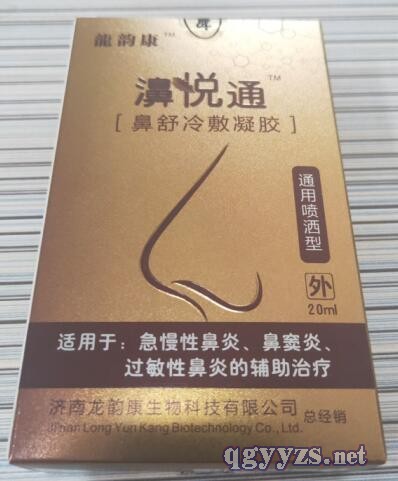 龍韵康™
濞悦通™
[鼻舒冷敷凝胶]
通用喷洒型
外
20ml
适用于：急慢性鼻炎、鼻窦炎、
过敏性鼻炎的辅助治疗
济南龙韵康生物科技有限公司 总经销
Jinan Long Yun Kang Biotechnology Co., Ltd.
qgyyzs.net